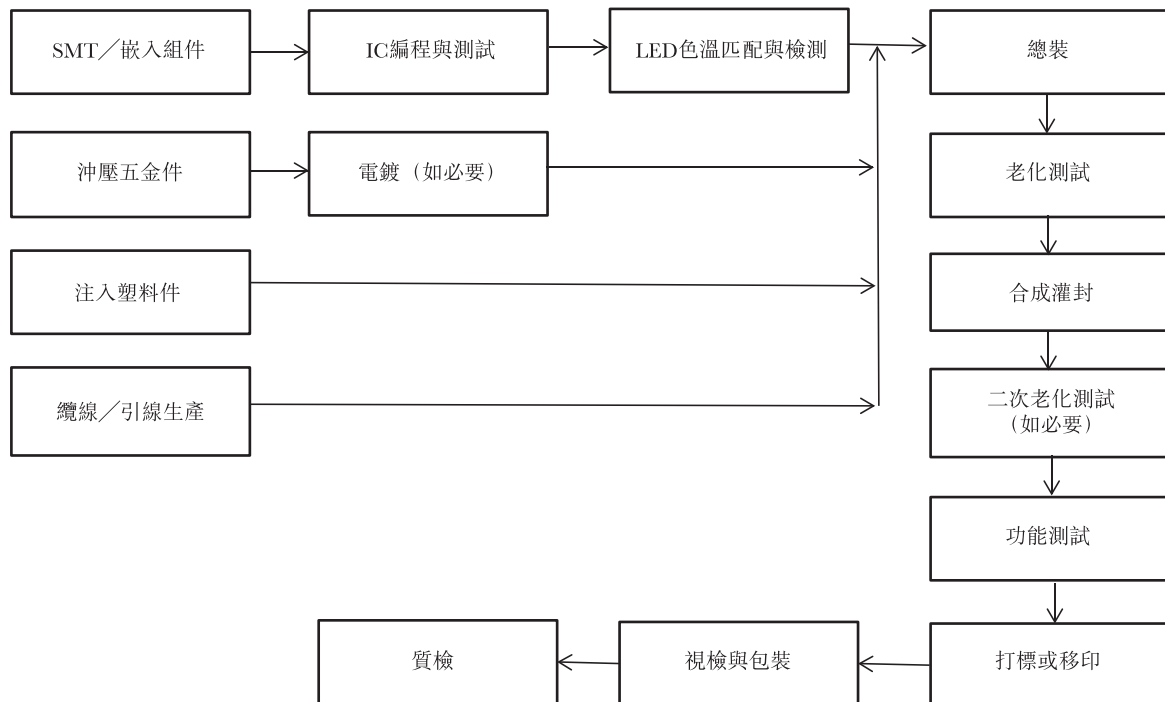 SMT／嵌入組件
IC編程與測試
LED色溫匹配與檢測
總裝
沖壓五金件
電鍍（如必要）
老化測試
注入塑料件
合成灌封
纜線／引線生產
二次老化測試
（如必要）
功能測試
質檢
視檢與包裝
打標或移印